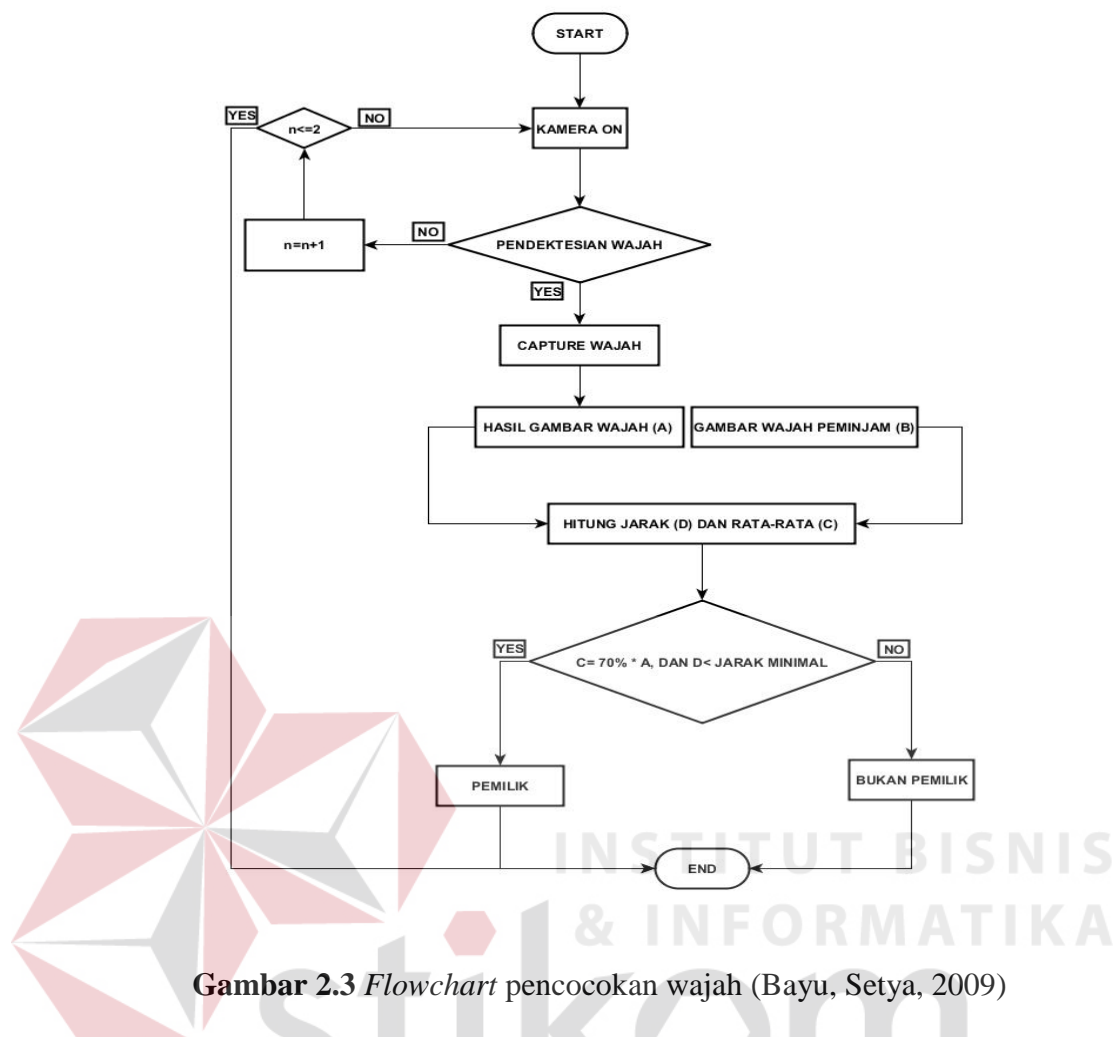 START
YES
n<=2
NO
KAMERA ON
n=n+1
NO
PENDEKTESIAN WAJAH
YES
CAPTURE WAJAH
HASIL GAMBAR WAJAH (A)
GAMBAR WAJAH PEMINJAM (B)
HITUNG JARAK (D) DAN RATA-RATA (C)
YES
C= 70% * A, DAN D< JARAK MINIMAL
NO
PEMILIK
BUKAN PEMILIK
END
INSTITUT BISNIS
& INFORMATIKA
Gambar 2.3 Flowchart pencocokan wajah (Bayu, Setya, 2009)
stikom